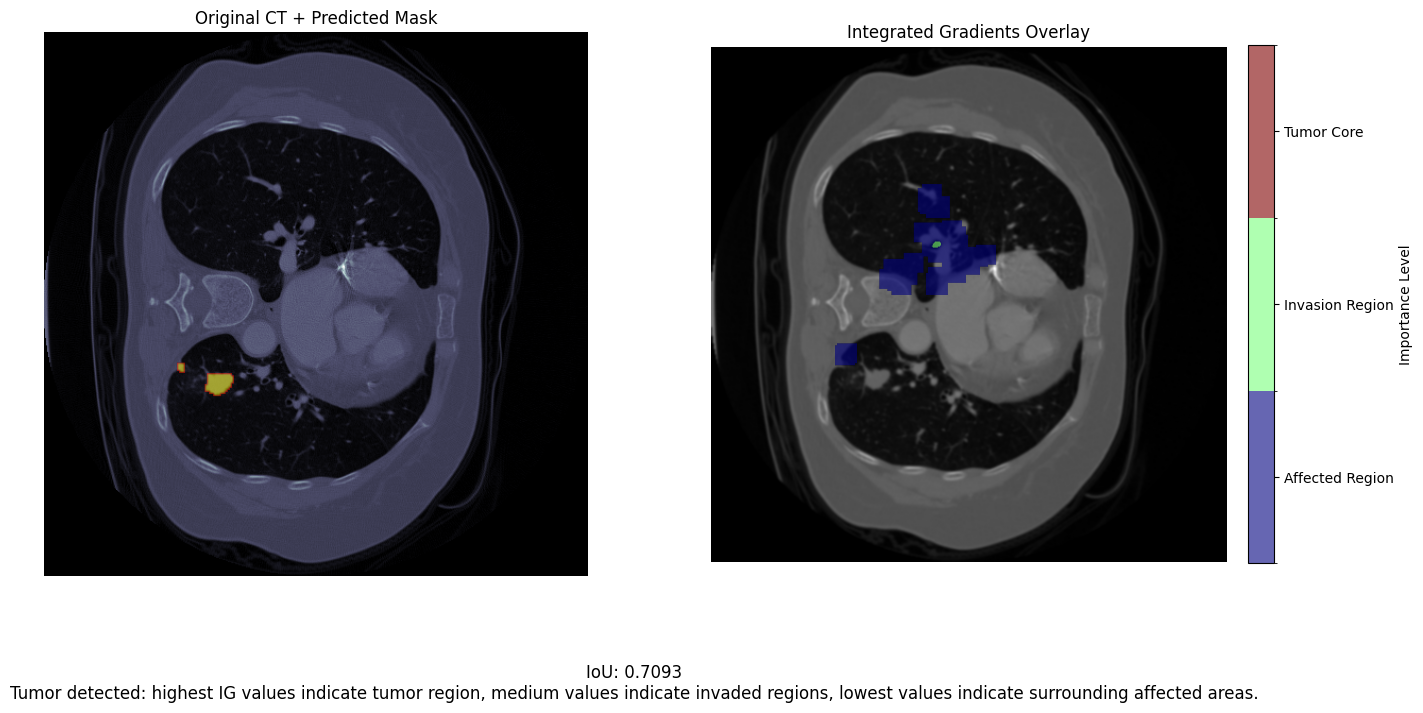 Original CT + Predicted Mask
Integrated Gradients Overlay
Tumor Core
Invasion Region
Affected Region
Importance Level
IoU: 0.7093
Tumor detected: highest IG values indicate tumor region, medium values indicate invaded regions, lowest values indicate surrounding affected areas.